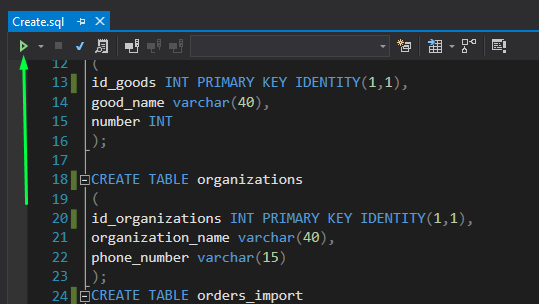 Create.sql
12 (
13 id_goods INT PRIMARY KEY IDENTITY(1,1),
14 good_name varchar(40),
15 number INT
16 );
17
18 CREATE TABLE organizations
19 (
20 id_organizations INT PRIMARY KEY IDENTITY(1,1),
21 organization_name varchar(40),
22 phone_number varchar(15)
23 );
24 CREATE TABLE orders_import